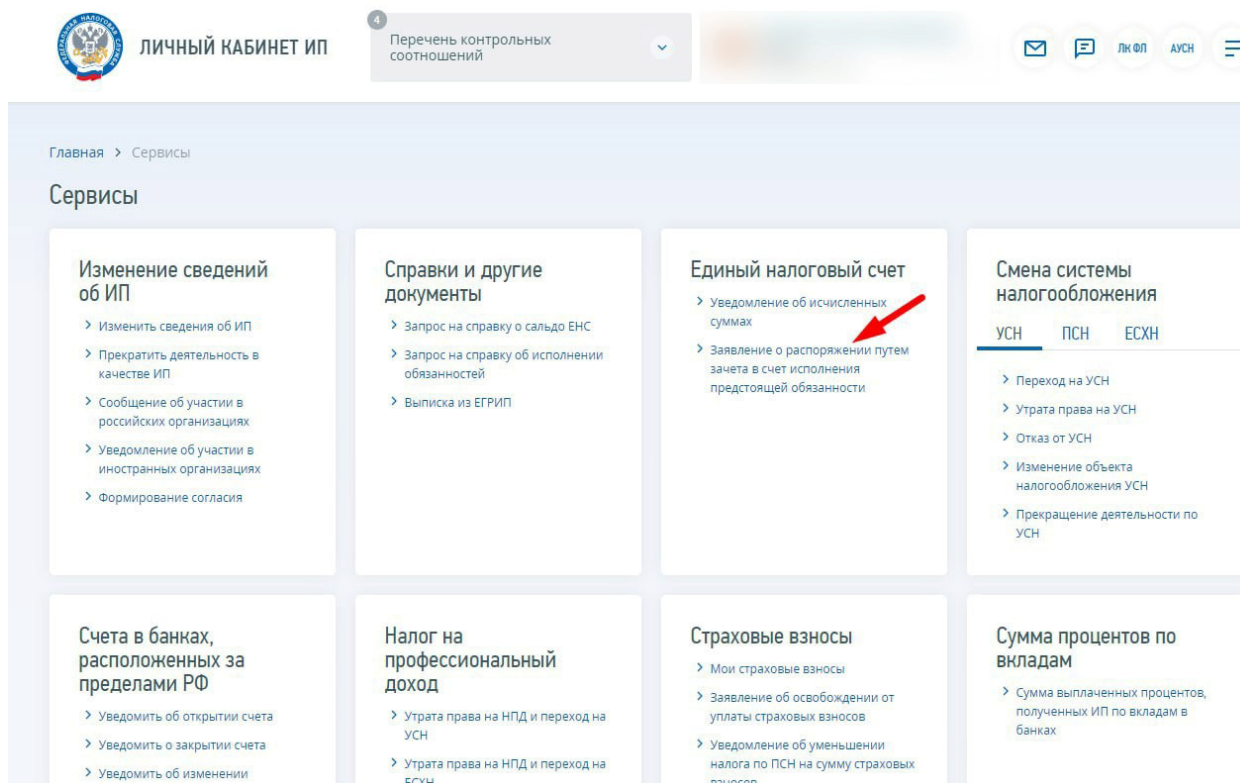 ФЕДЕРАЛЬНАЯ НАЛОГОВАЯ СЛУЖБА
ЛИЧНЫЙ КАБИНЕТ ИП
4
Перечень контрольных
соотношений
ЛК ФЛ
АУСН
Главная > Сервисы
Сервисы
Изменение сведений
об ИП
> Изменить сведения об ИП
> Прекратить деятельность в
качестве ИП
> Сообщение об участии в
российских организациях
> Уведомление об участии в
иностранных организациях
> Формирование согласия
Справки и другие
документы
> Запрос на справку о сальдо ЕНС
> Запрос на справку об исполнении
обязанностей
> Выписка из ЕГРИП
Единый налоговый счет
> Уведомление об исчисленных
суммах
> Заявление о распоряжении путем
зачета в счет исполнения
предстоящей обязанности
Смена системы
налогообложения
УСН ПСН ЕСХН
> Переход на УСН
> Утрата права на УСН
> Отказ от УСН
> Изменение объекта
налогообложения УСН
> Прекращение деятельности по
УСН
Счета в банках,
расположенных за
пределами РФ
> Уведомить об открытии счета
> Уведомить о закрытии счета
> Уведомить об изменении
Налог на
профессиональный
доход
> Утрата права на НПД и переход на
УСН
> Утрата права на НПД и переход на
ЕСХН
Страховые взносы
> Мои страховые взносы
> Заявление об освобождении от
уплаты страховых взносов
> Уведомление об уменьшении
налога по ПСН на сумму страховых
взносов
Сумма процентов по
вкладам
> Сумма выплаченных процентов,
полученных ИП по вкладам в
банках